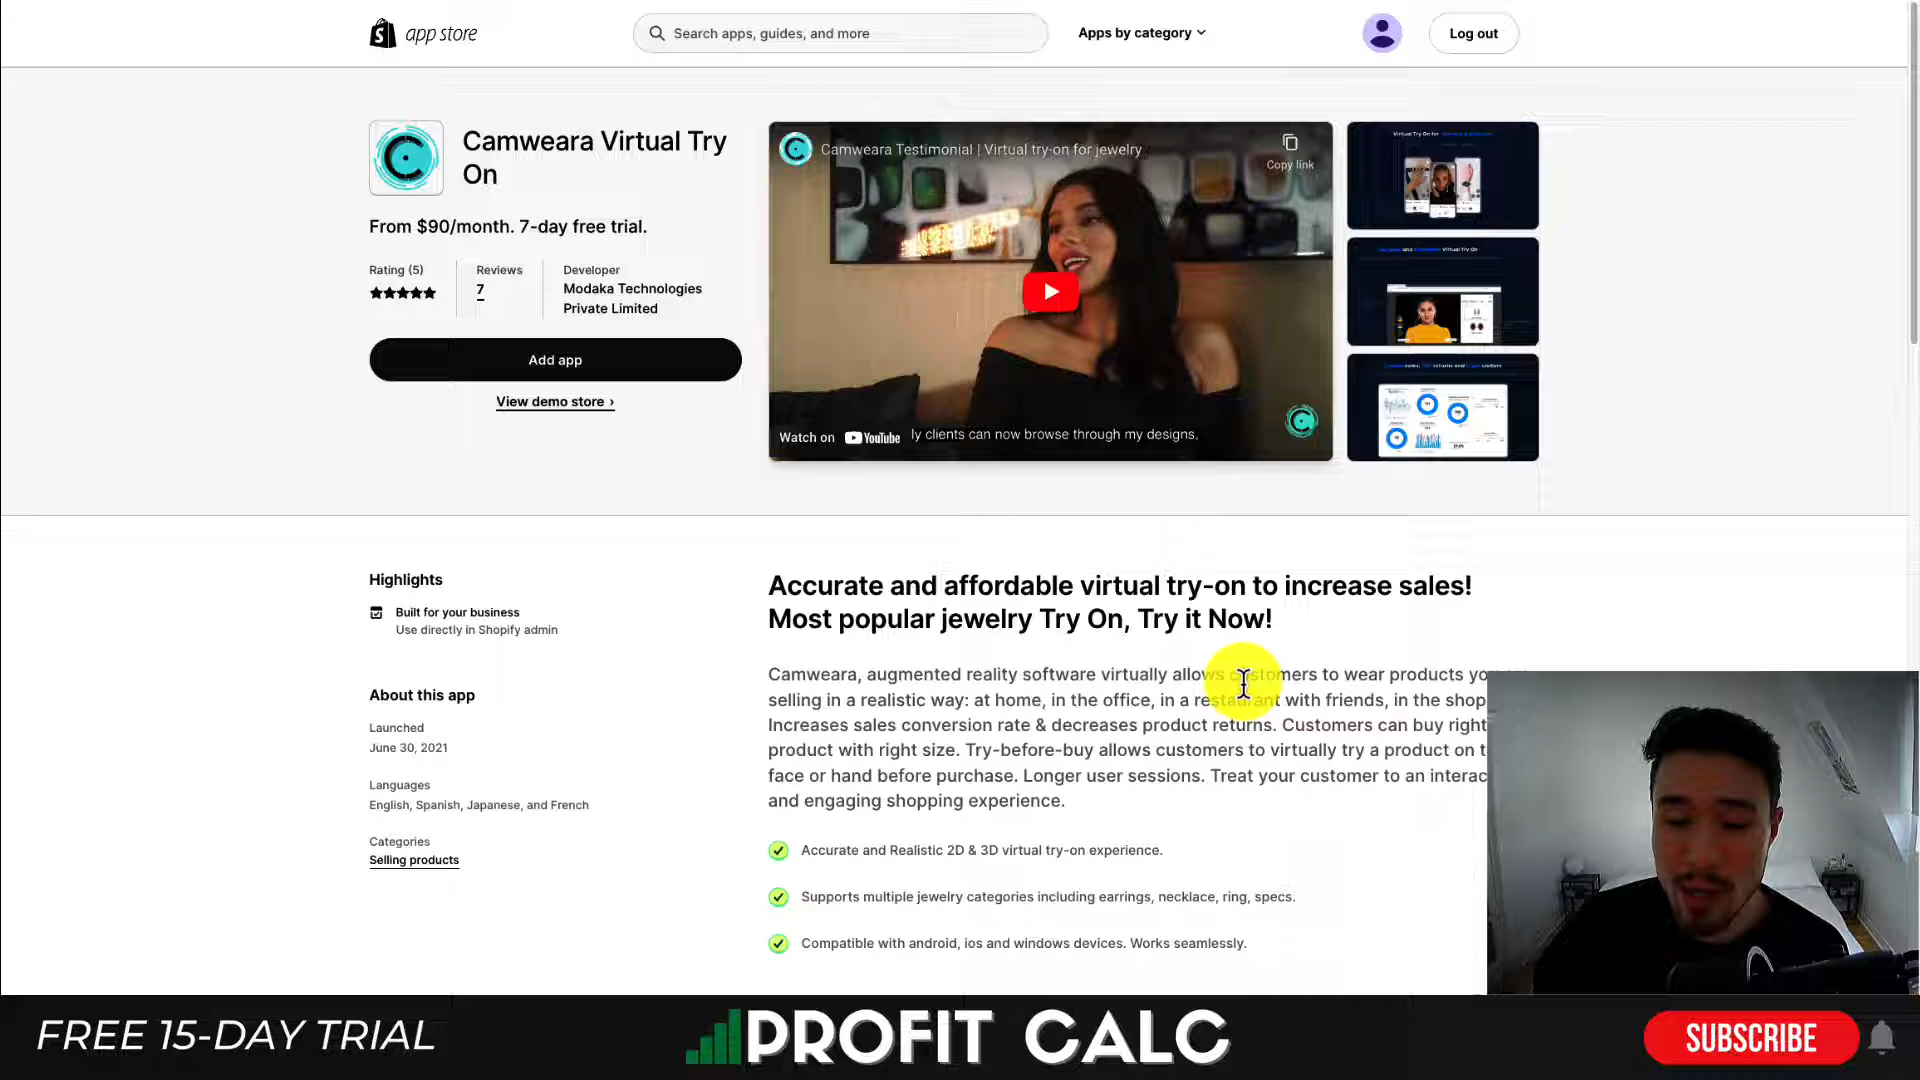 app store
Search apps, guides, and more
Apps by category
Log out
Camweara Virtual Try
On
From $90/month. 7-day free trial.
Rating (5)
Reviews
7
Developer
Modaka Technologies
Private Limited
Add app
View demo store ›
Camweara Testimonial | Virtual try-on for jewelry
Copy link
Watch on YouTube
ly clients can now browse through my designs.
Highlights
Built for your business
Use directly in Shopify admin
About this app
Launched
June 30, 2021
Languages
English, Spanish, Japanese, and French
Categories
Selling products
Accurate and affordable virtual try-on to increase sales!
Most popular jewelry Try On, Try it Now!
Camweara, augmented reality software virtually allows customers to wear products
selling in a realistic way: at home, in the office, in a restaurant with friends, in the shop
Increases sales conversion rate & decreases product returns. Customers can buy right
product with right size. Try-before-buy allows customers to virtually try a product on
face or hand before purchase. Longer user sessions. Treat your customer to an
and engaging shopping experience.
Accurate and Realistic 2D & 3D virtual try-on experience.
Supports multiple jewelry categories including earrings, necklace, ring, specs.
Compatible with android, ios and windows devices. Works seamlessly.
FREE 15-DAY TRIAL
PROFIT CALC
SUBSCRIBE